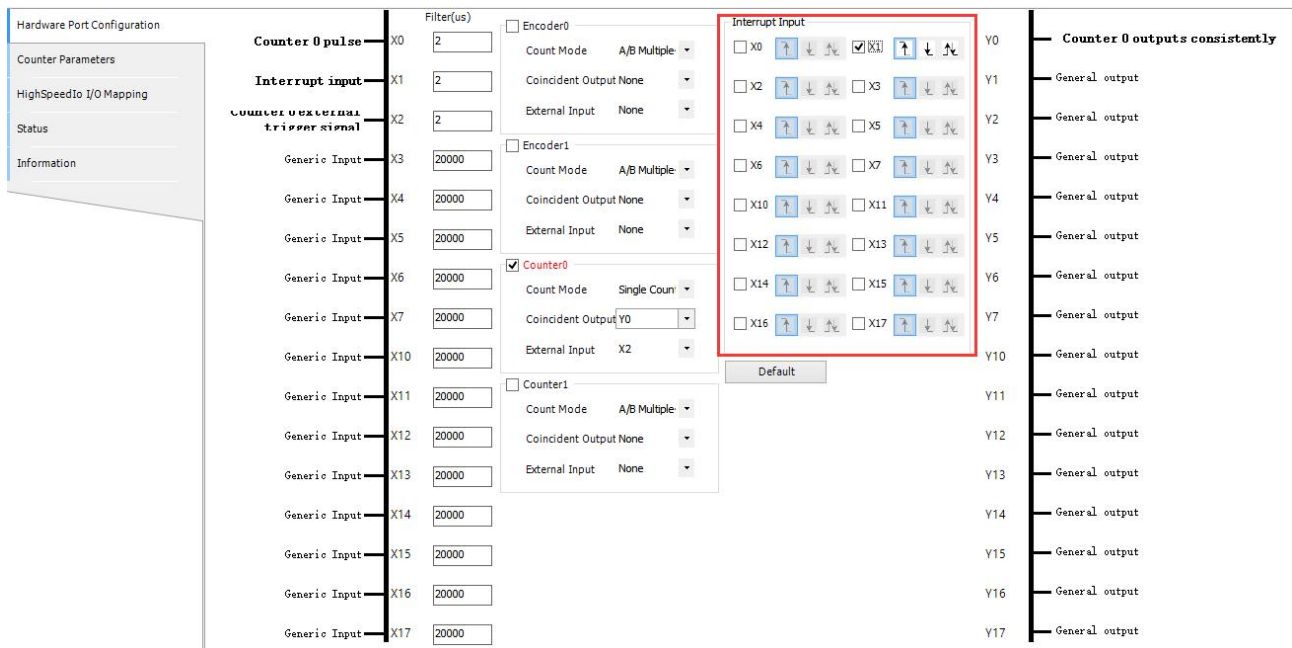 Hardware Port Configuration
Counter Parameters
HighSpeedIo I/O Mapping
Status
Information
Filter(us)
Counter 0 pulse X0 2
Interrupt input X1 2
Counter 0 external
trigger signal X2 2
Generic Input X3 20000
Generic Input X4 20000
Generic Input X5 20000
Generic Input X6 20000
Generic Input X7 20000
Generic Input X10 20000
Generic Input X11 20000
Generic Input X12 20000
Generic Input X13 20000
Generic Input X14 20000
Generic Input X15 20000
Generic Input X16 20000
Generic Input X17 20000
Encoder0
Count Mode A/B Multiple
Coincident Output None
External Input None
Encoder1
Count Mode A/B Multiple
Coincident Output None
External Input None
Counter0
Count Mode Single Coun
Coincident Output Y0
External Input X2
Counter1
Count Mode A/B Multiple
Coincident Output None
External Input None
Interrupt Input
X0 X1
X2 X3
X4 X5
X6 X7
X10 X11
X12 X13
X14 X15
X16 X17
Default
Y0 Counter 0 outputs consistently
Y1 General output
Y2 General output
Y3 General output
Y4 General output
Y5 General output
Y6 General output
Y7 General output
Y10 General output
Y11 General output
Y12 General output
Y13 General output
Y14 General output
Y15 General output
Y16 General output
Y17 General output